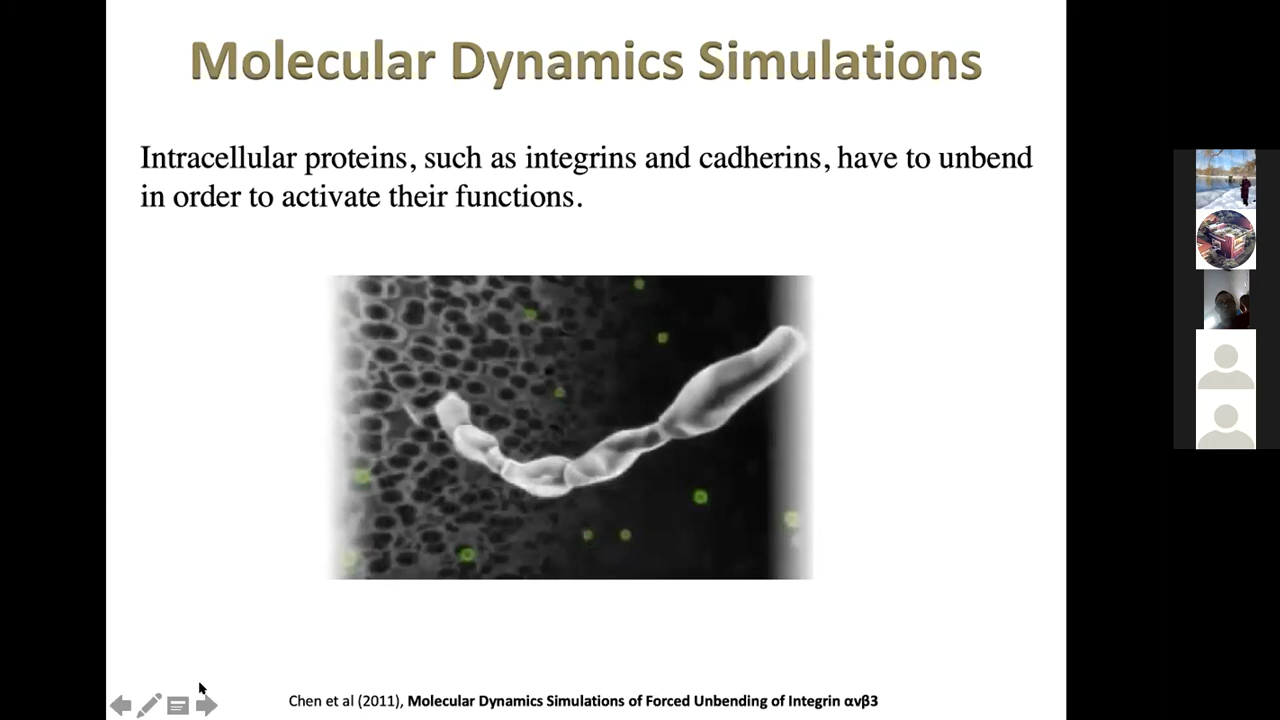 Molecular Dynamics Simulations
Intracellular proteins, such as integrins and cadherins, have to unbend
in order to activate their functions.
Chen et al (2011), Molecular Dynamics Simulations of Forced Unbending of Integrin αvβ3